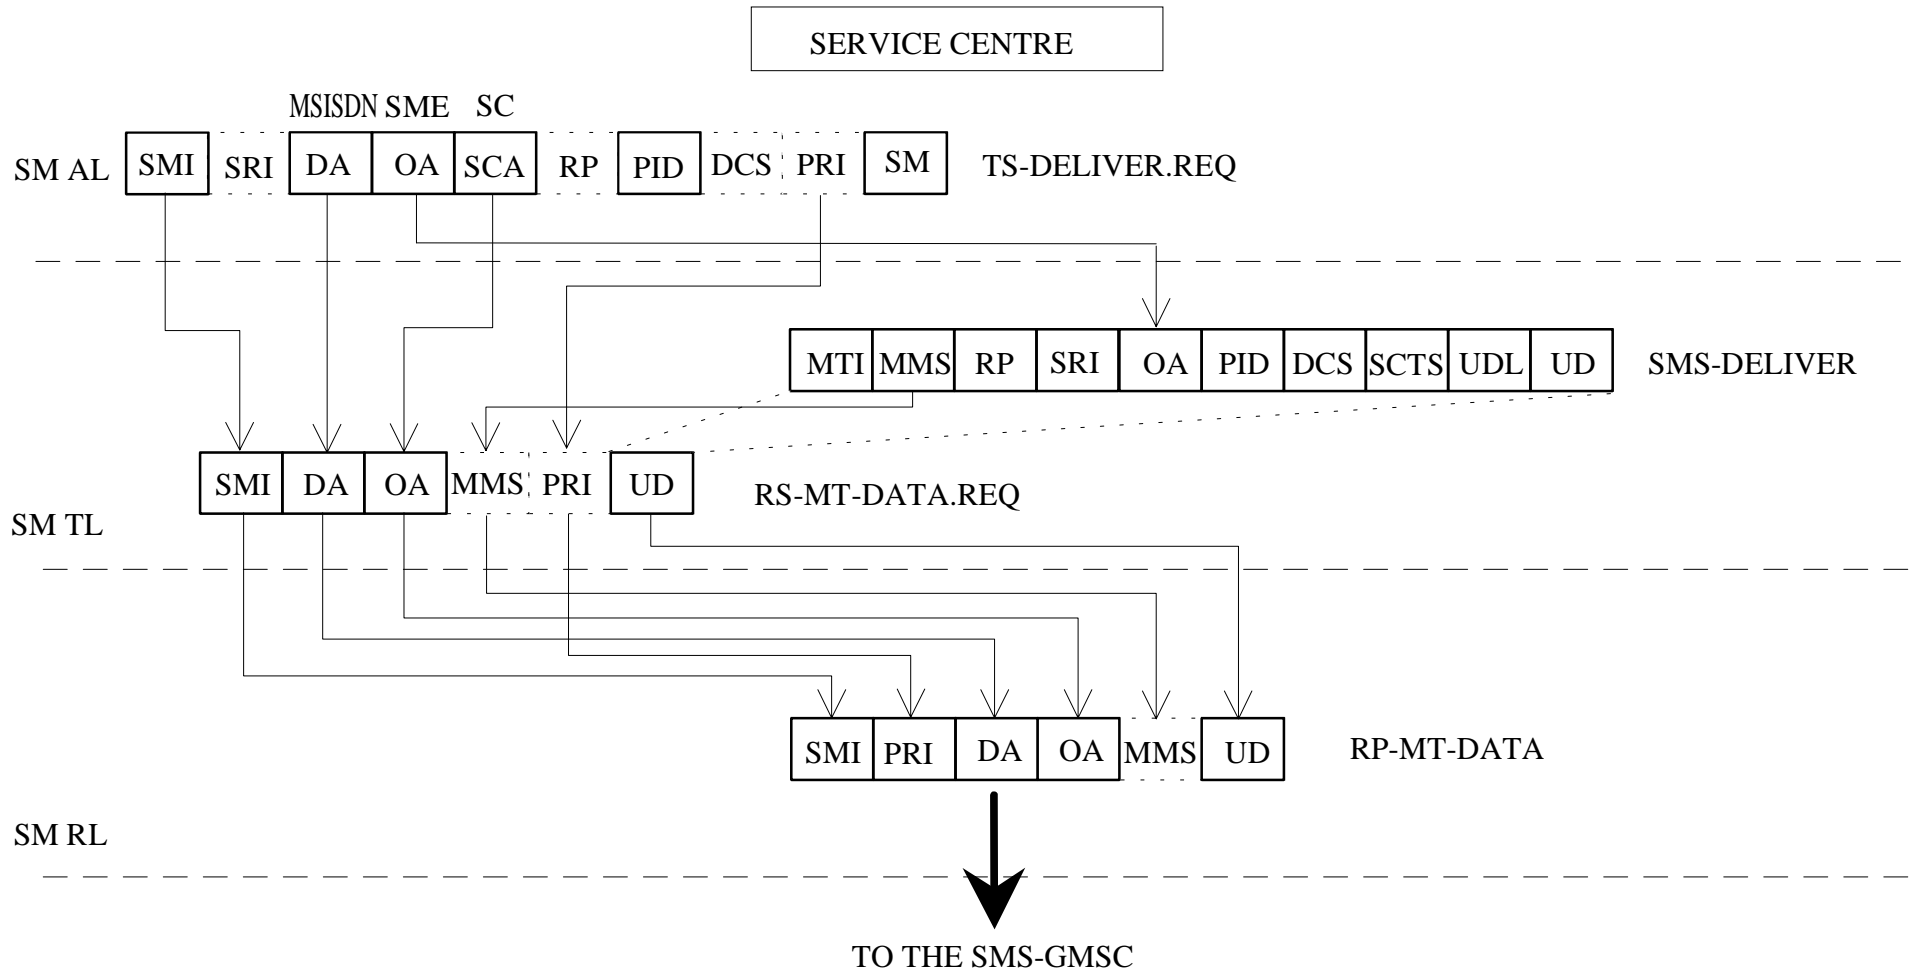 SERVICE CENTRE
MSISDN SME SC
SM AL SMI SRI DA OA SCA RP PID DCS PRI SM TS-DELIVER.REQ
MTI MMS RP SRI OA PID DCS SCTS UDL UD SMS-DELIVER
SMI DA OA MMS PRI UD RS-MT-DATA.REQ
SM TL
SMI PRI DA OA MMS UD RP-MT-DATA
SM RL
TO THE SMS-GMSC